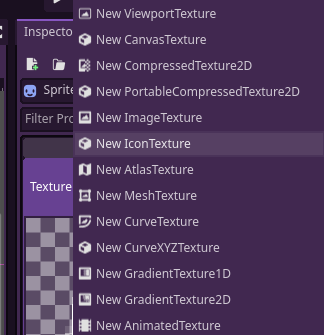 New ViewportTexture
Inspecto
New CanvasTexture
New CompressedTexture2D
Sprite
New PortableCompressedTexture2D
Filter Pro
New ImageTexture
New IconTexture
New AtlasTexture
Texture
New MeshTexture
New CurveTexture
New CurveXYZTexture
New GradientTexture1D
New GradientTexture2D
New AnimatedTexture